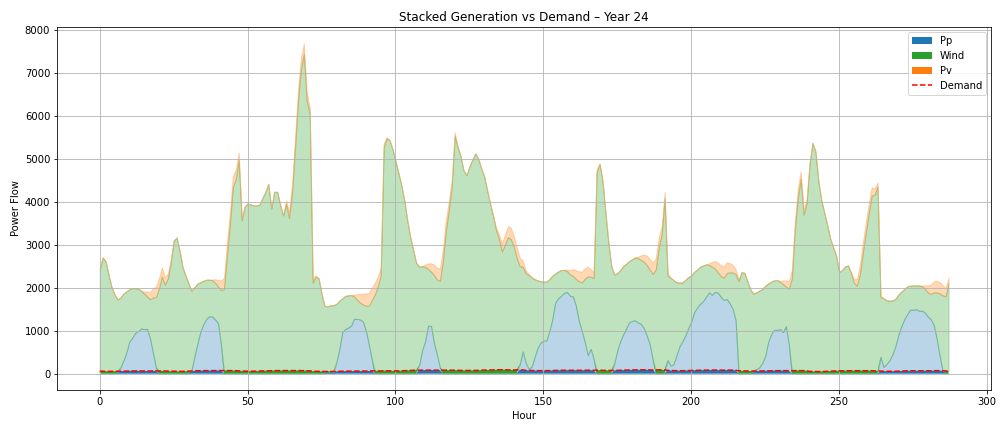 Stacked Generation vs Demand – Year 24
8000
7000
6000
5000
4000
3000
2000
1000
0
Power Flow
Pp
Wind
Pv
Demand
0 50 100 150 200 250 300
Hour